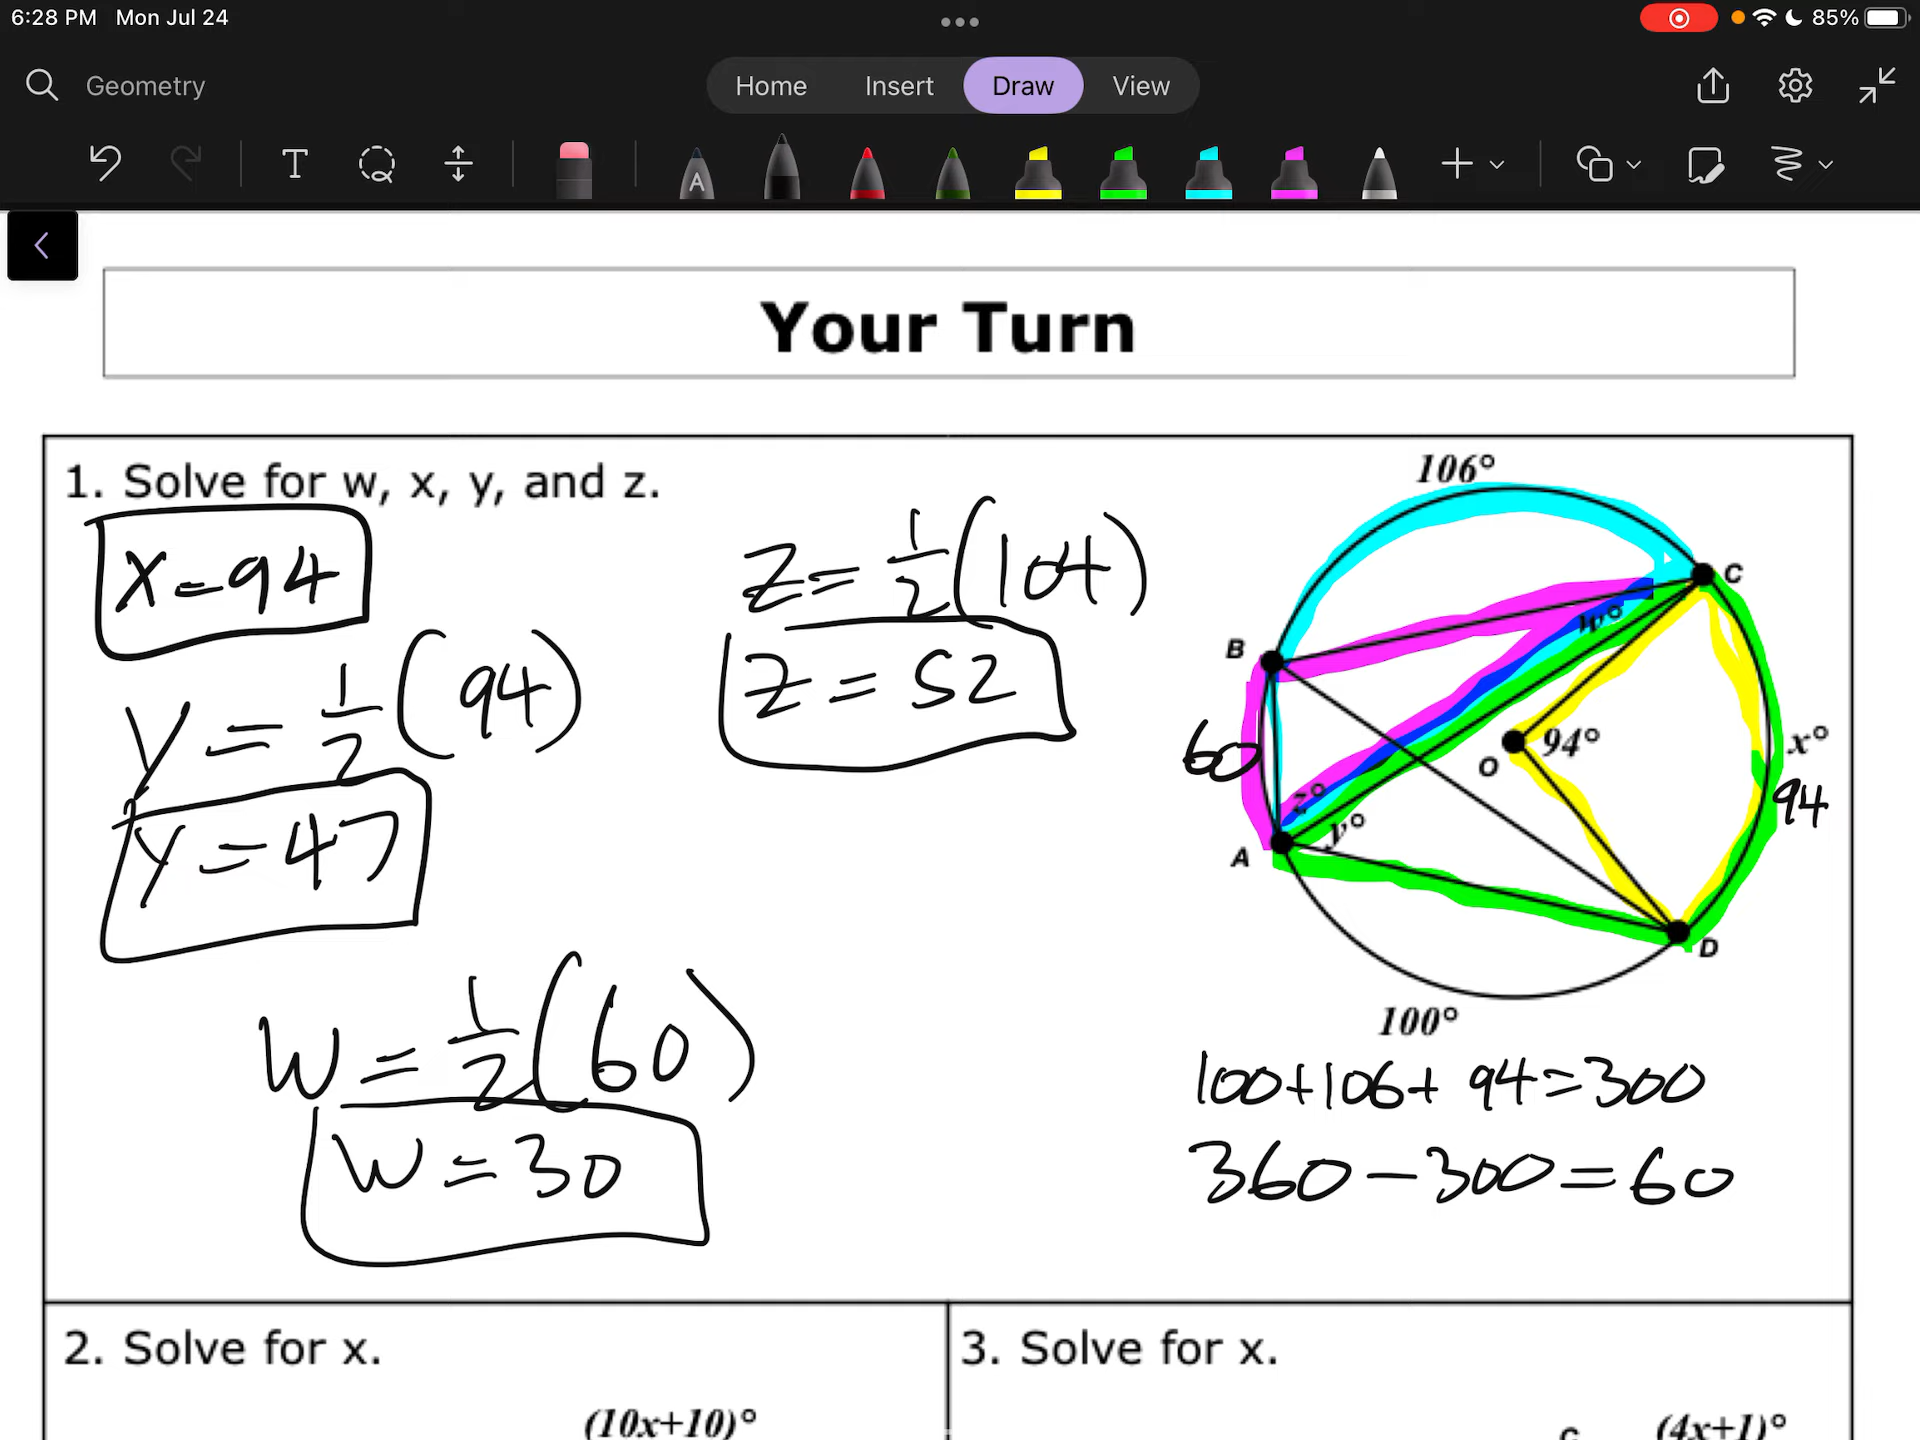 6:28 PM Mon Jul 24
85%
Geometry
Home Insert Draw View
T
A
Your Turn
1. Solve for w, x, y, and z.
x=94
y = 1/2 (94)
y = 47
z = 1/2 (104)
z = 52
w = 1/2 (60)
w = 30
106°
C
B
w°
60
O
94°
x°
94
z°
y°
A
D
100°
100+106+ 94=300
360-300=60
2. Solve for x.
(10x+10)°
3. Solve for x.
C
(4x+1)°